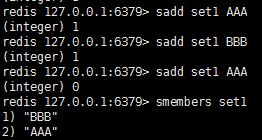 redis 127.0.0.1:6379> sadd set1 AAA
(integer) 1
redis 127.0.0.1:6379> sadd set1 BBB
(integer) 1
redis 127.0.0.1:6379> sadd set1 AAA
(integer) 0
redis 127.0.0.1:6379> smembers set1
1) "BBB"
2) "AAA"